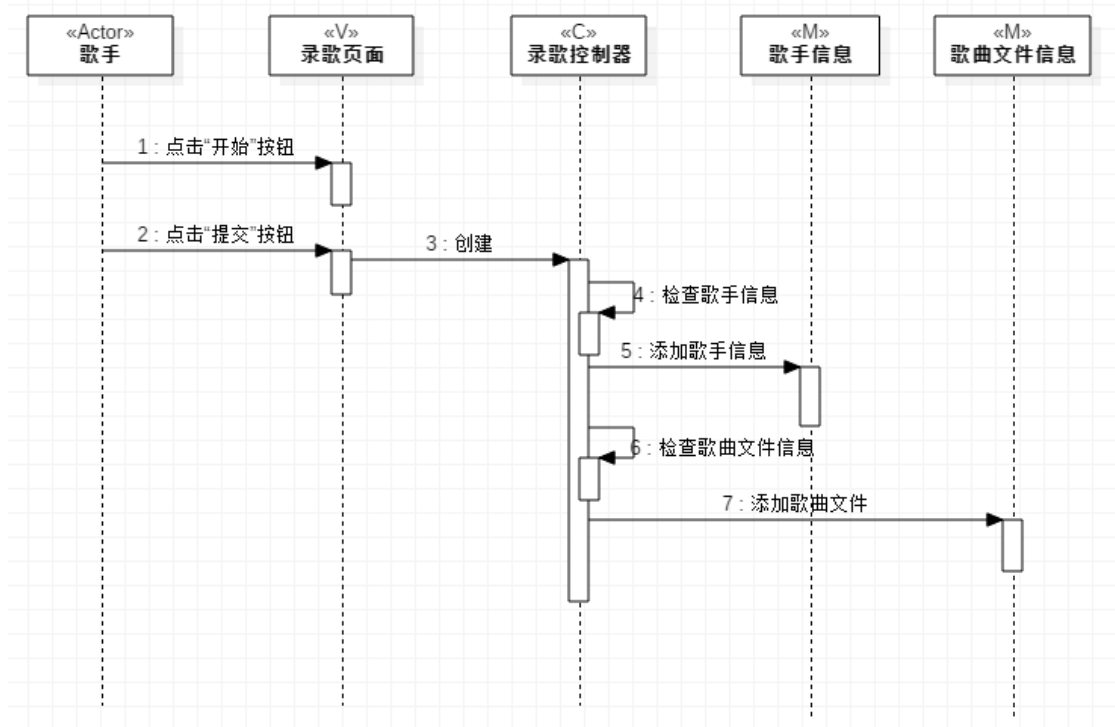 «Actor»
歌手
«V»
录歌页面
«C»
录歌控制器
«M»
歌手信息
«M»
歌曲文件信息
1 : 点击“开始”按钮
2 : 点击“提交”按钮
3 : 创建
4 : 检查歌手信息
5 : 添加歌手信息
6 : 检查歌曲文件信息
7 : 添加歌曲文件